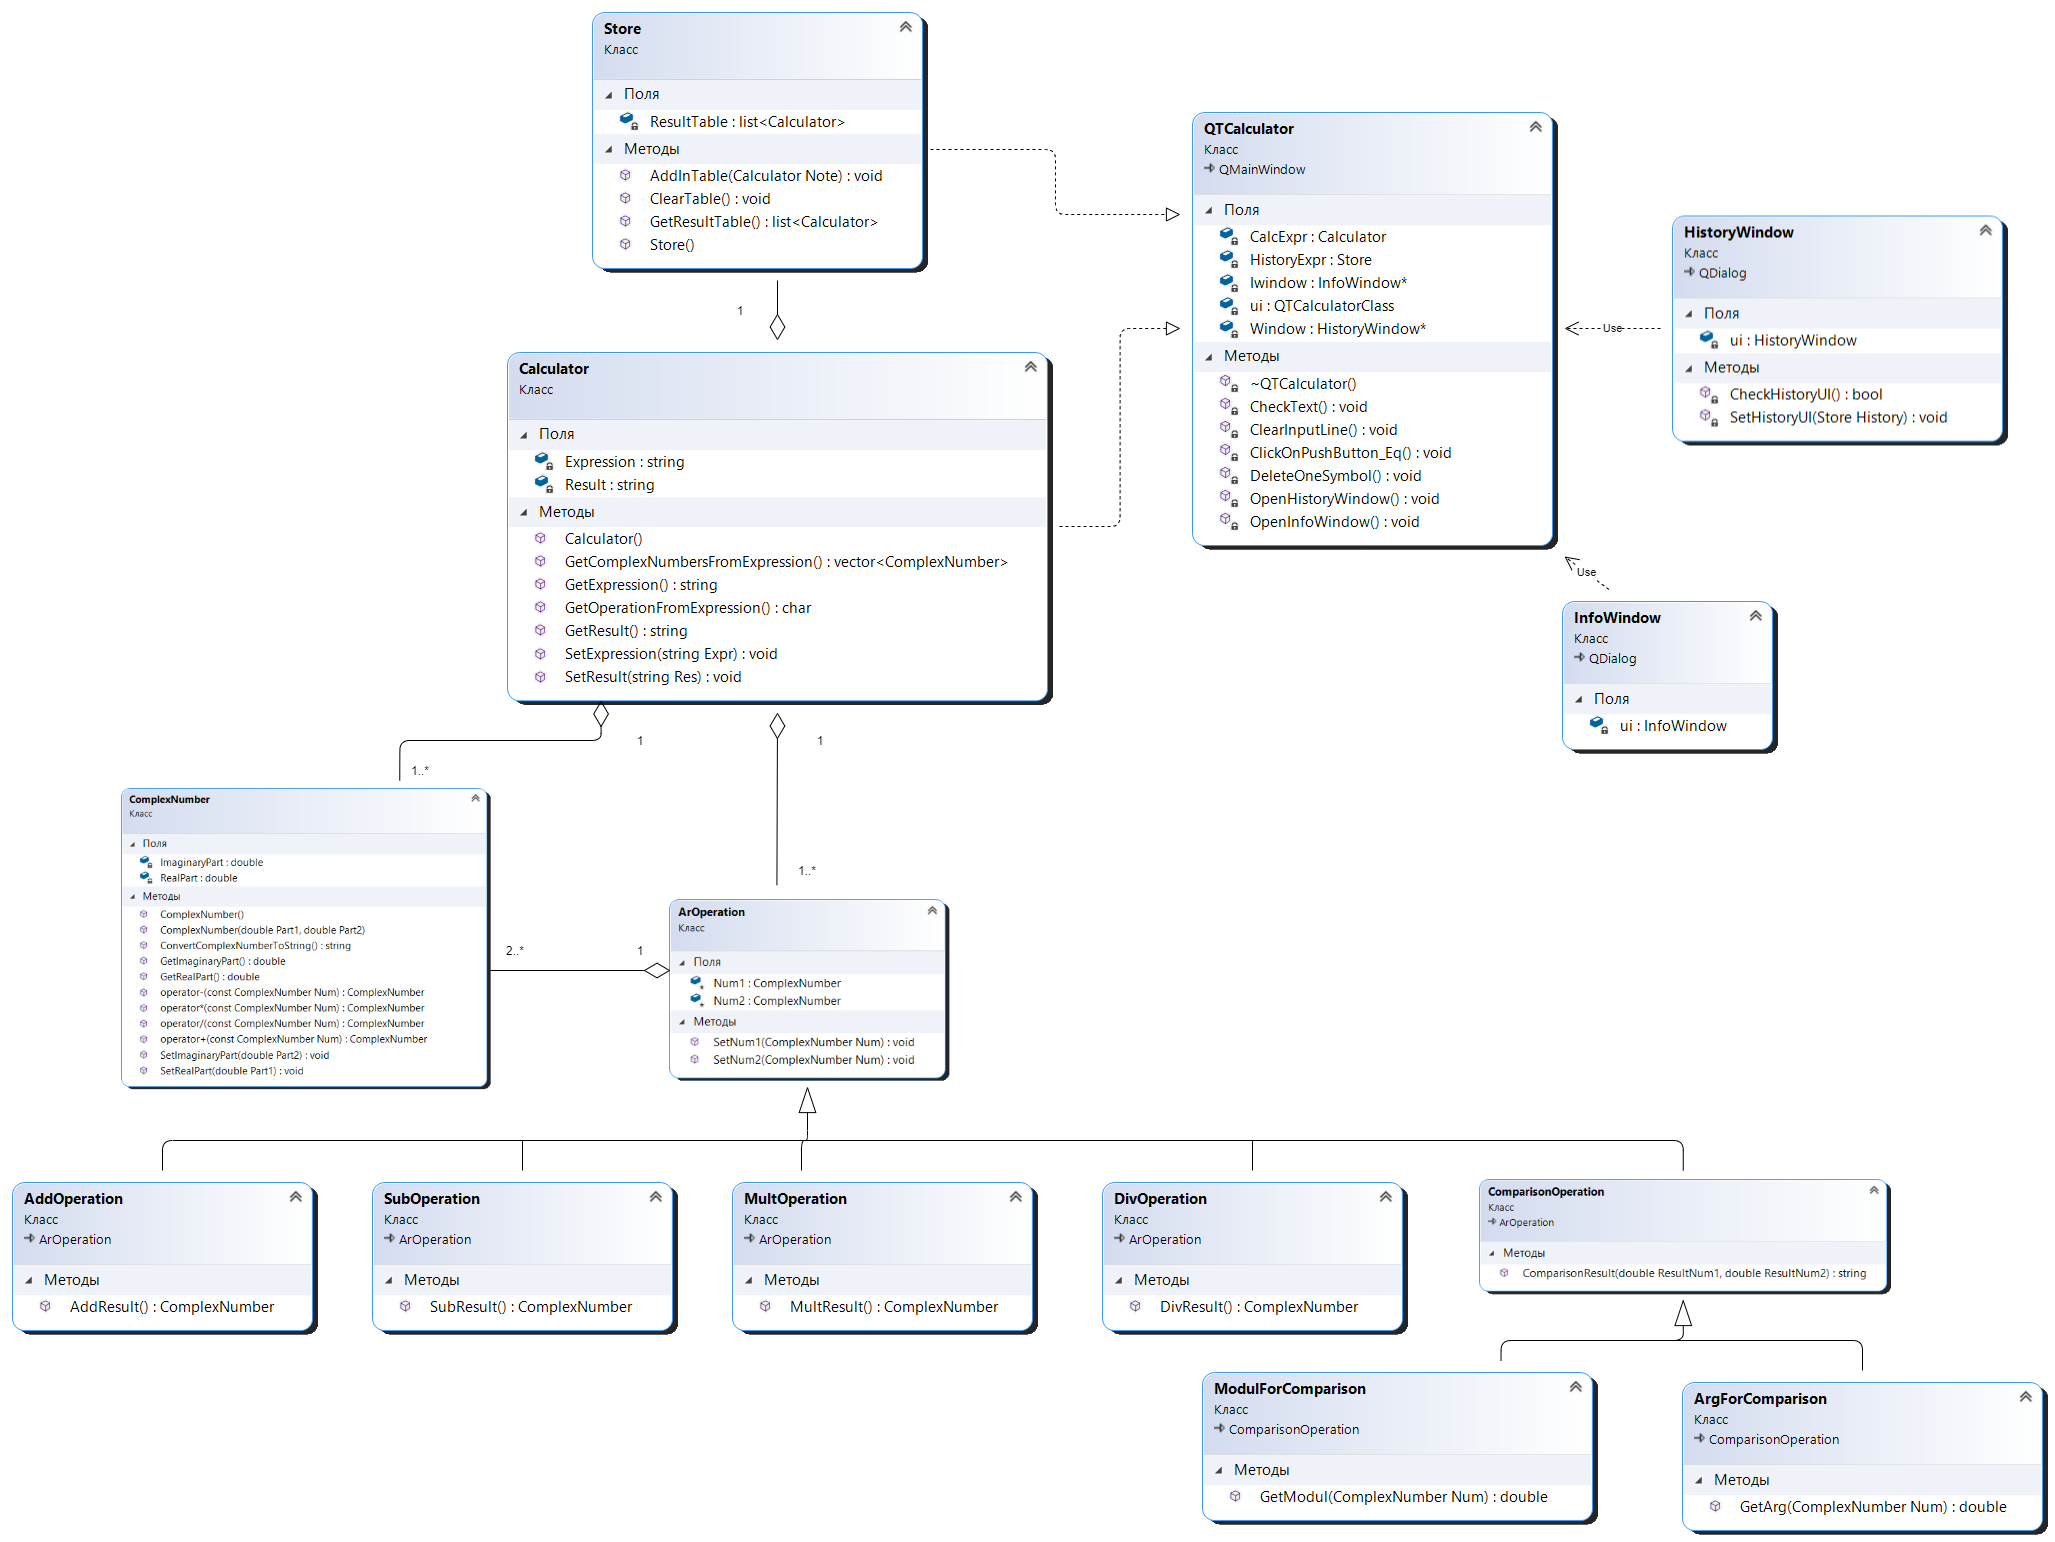 Store
Класс
Поля
ResultTable : list<Calculator>
Методы
AddInTable(Calculator Note) : void
ClearTable() : void
GetResultTable() : list<Calculator>
Store()
1
QTCalculator
Класс
QMainWindow
Поля
CalcExpr : Calculator
HistoryExpr : Store
Iwindow : InfoWindow*
ui : QTCalculatorClass
Window : HistoryWindow*
Методы
~QTCalculator()
CheckText() : void
ClearInputLine() : void
ClickOnPushButton_Eq() : void
DeleteOneSymbol() : void
OpenHistoryWindow() : void
OpenInfoWindow() : void
Use
HistoryWindow
Класс
QDialog
Поля
ui : HistoryWindow
Методы
CheckHistoryUI() : bool
SetHistoryUI(Store History) : void
Use
InfoWindow
Класс
QDialog
Поля
ui : InfoWindow
Calculator
Класс
Поля
Expression : string
Result : string
Методы
Calculator()
GetComplexNumbersFromExpression() : vector<ComplexNumber>
GetExpression() : string
GetOperationFromExpression() : char
GetResult() : string
SetExpression(string Expr) : void
SetResult(string Res) : void
1
1..*
1
1..*
ComplexNumber
Класс
Поля
ImaginaryPart : double
RealPart : double
Методы
ComplexNumber()
ComplexNumber(double Part1, double Part2)
ConvertComplexNumberToString() : string
GetImaginaryPart() : double
GetRealPart() : double
operator-(const ComplexNumber Num) : ComplexNumber
operator*(const ComplexNumber Num) : ComplexNumber
operator/(const ComplexNumber Num) : ComplexNumber
operator+(const ComplexNumber Num) : ComplexNumber
SetImaginaryPart(double Part2) : void
SetRealPart(double Part1) : void
2..*
1
ArOperation
Класс
Поля
Num1 : ComplexNumber
Num2 : ComplexNumber
Методы
SetNum1(ComplexNumber Num) : void
SetNum2(ComplexNumber Num) : void
AddOperation
Класс
ArOperation
Методы
AddResult() : ComplexNumber
SubOperation
Класс
ArOperation
Методы
SubResult() : ComplexNumber
MultOperation
Класс
ArOperation
Методы
MultResult() : ComplexNumber
DivOperation
Класс
ArOperation
Методы
DivResult() : ComplexNumber
ComparisonOperation
Класс
ArOperation
Методы
ComparisonResult(double ResultNum1, double ResultNum2) : string
ModulForComparison
Класс
ComparisonOperation
Методы
GetModul(ComplexNumber Num) : double
ArgForComparison
Класс
ComparisonOperation
Методы
GetArg(ComplexNumber Num) : double